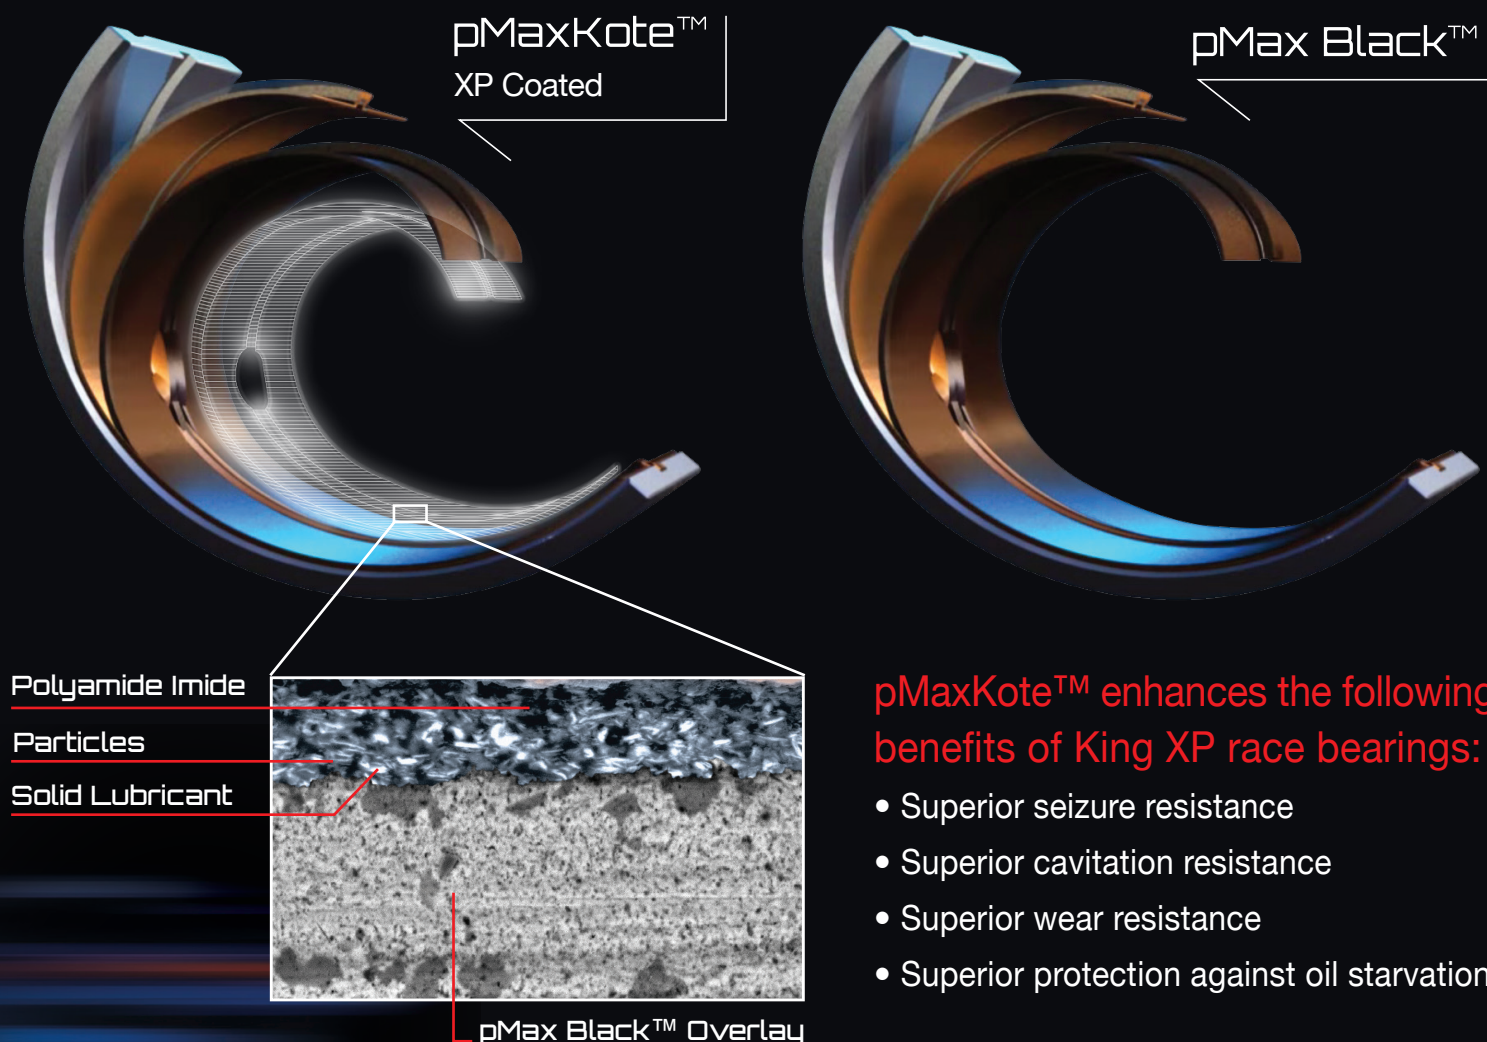 pMaxKote™
XP Coated
pMax Black™
Polyamide Imide
Particles
Solid Lubricant
pMax Black™ Overlay
pMaxKote™ enhances the following
benefits of King XP race bearings:
• Superior seizure resistance
• Superior cavitation resistance
• Superior wear resistance
• Superior protection against oil starvation